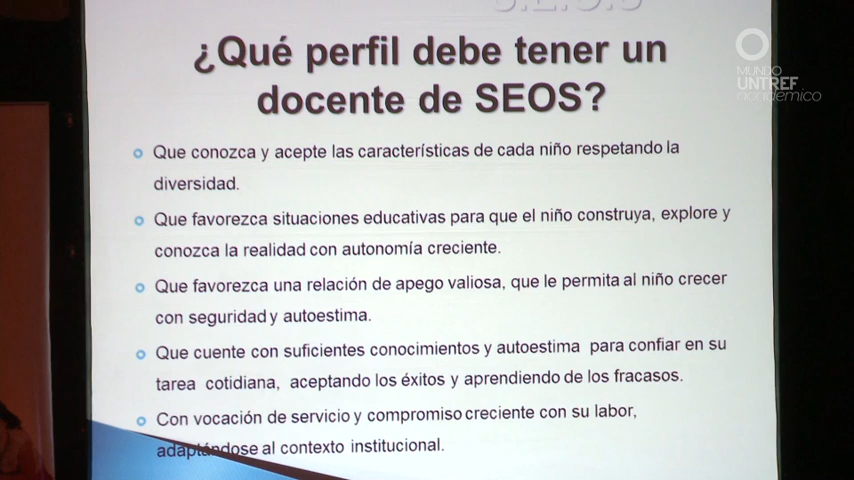 S.E.O.S
¿Qué perfil debe tener un
docente de SEOS?
Que conozca y acepte las características de cada niño respetando la
diversidad.
Que favorezca situaciones educativas para que el niño construya, explore y
conozca la realidad con autonomía creciente.
Que favorezca una relación de apego valiosa, que le permita al niño crecer
con seguridad y autoestima.
Que cuente con suficientes conocimientos y autoestima para confiar en su
tarea cotidiana, aceptando los éxitos y aprendiendo de los fracasos.
Con vocación de servicio y compromiso creciente con su labor,
adaptándose al contexto institucional.
MUNDO
UNTREF
académico